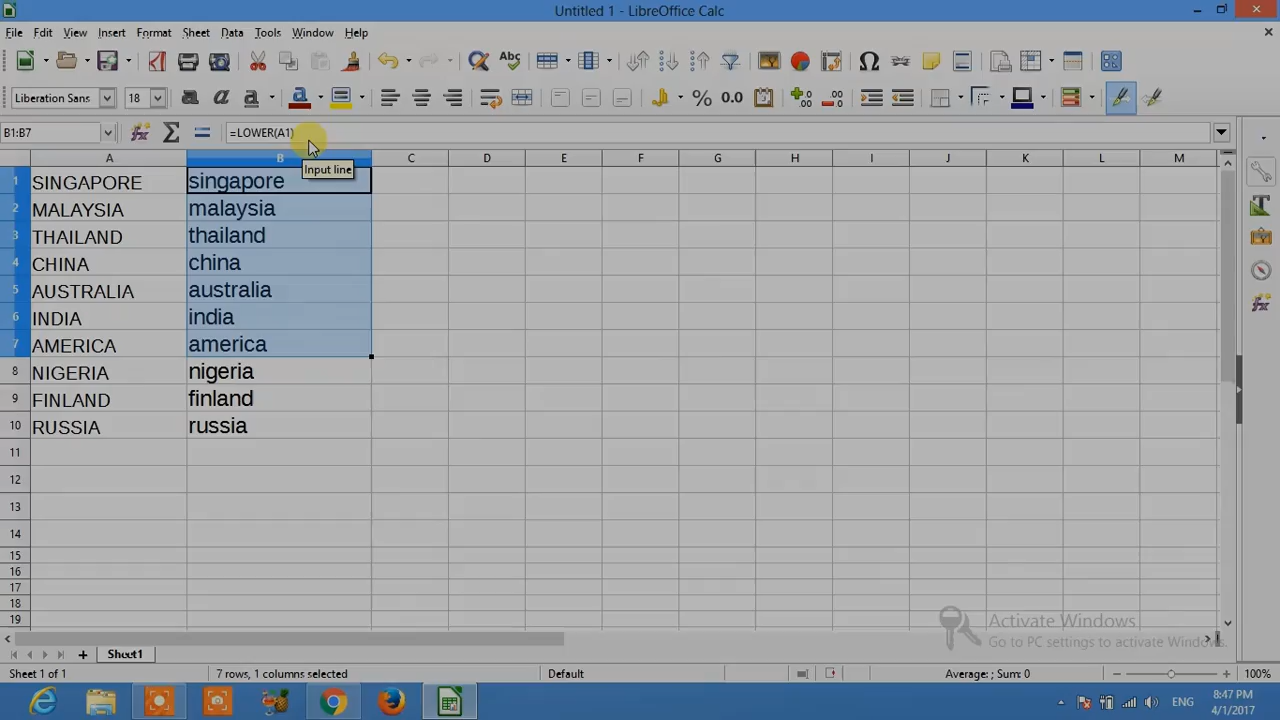 Untitled 1 - LibreOffice Calc
File Edit View Insert Format Sheet Data Tools Window Help
Liberation Sans 18
B1:B7 =LOWER(A1)
Input line
A B C D E F G H I J K L M
1 SINGAPORE singapore
2 MALAYSIA malaysia
3 THAILAND thailand
4 CHINA china
5 AUSTRALIA australia
6 INDIA india
7 AMERICA america
8 NIGERIA nigeria
9 FINLAND finland
10 RUSSIA russia
11
12
13
14
15
16
17
18
19
Activate Windows
Go to PC settings to activate Windows.
Sheet1
Sheet 1 of 1 7 rows, 1 columns selected Default Average: ; Sum: 0 100%
ENG 8:47 PM
4/1/2017